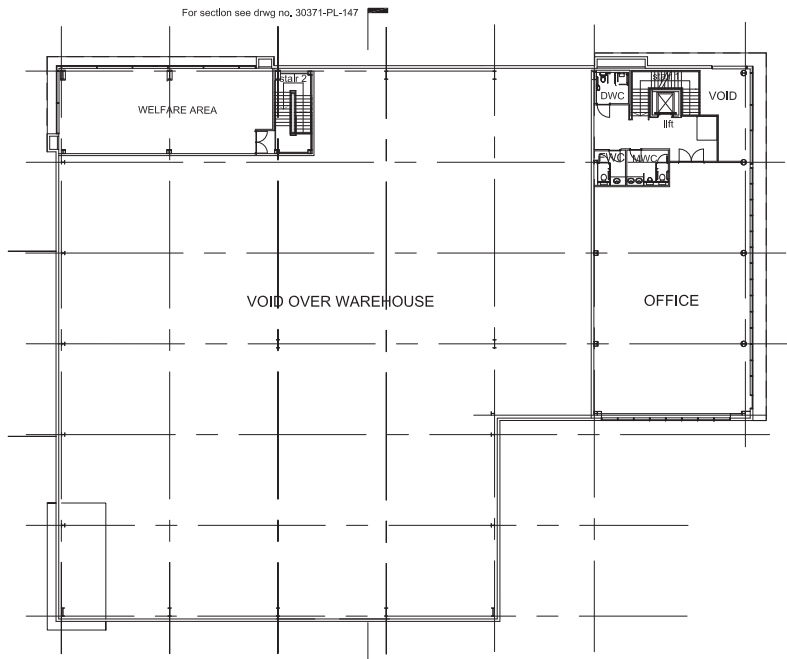 For section see drwg no. 30371-PL-147
stair 2
WELFARE AREA
stair 1
DWC
VOID
lift
FWC
MWC
VOID OVER WAREHOUSE
OFFICE